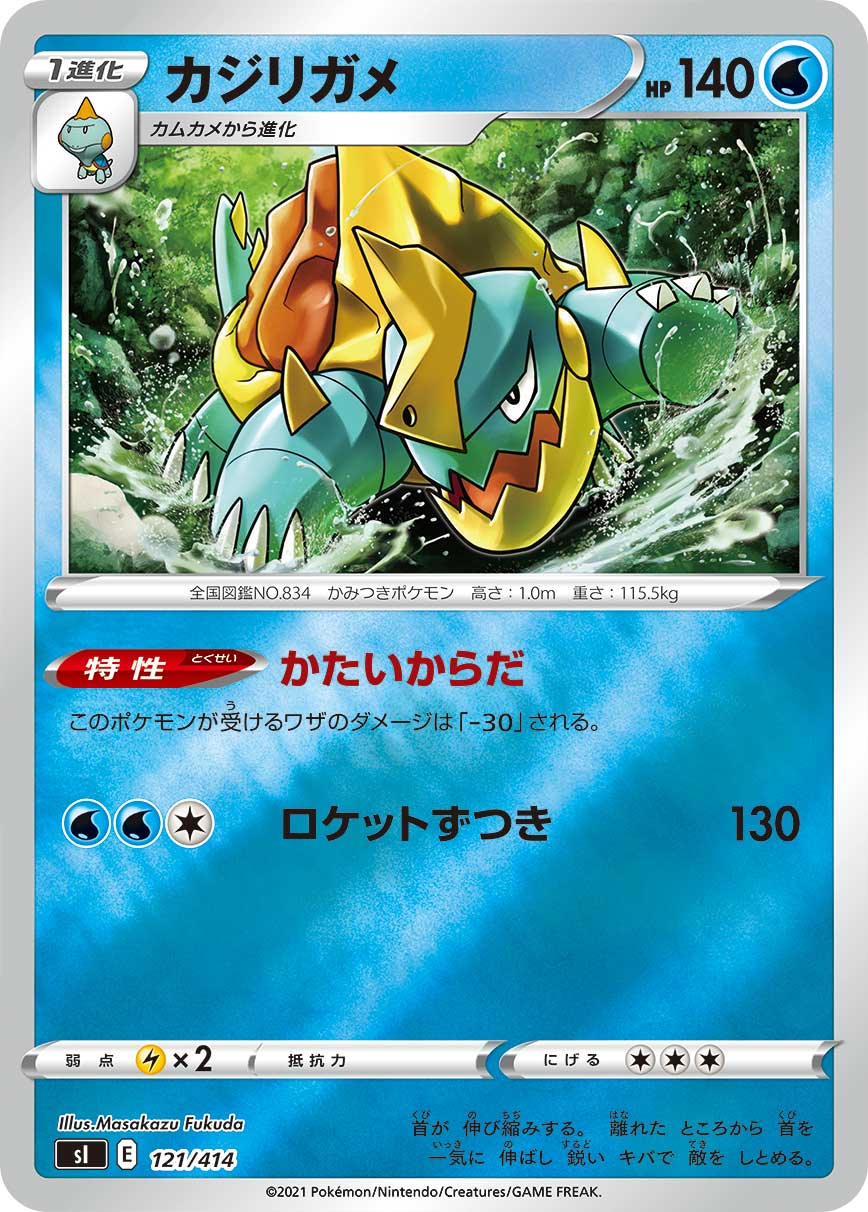 1進化
カジリガメ
HP 140
カムカメから進化
全国図鑑NO.834 かみつきポケモン 高さ:1.0m 重さ:115.5kg
特性 とくせい かたいからだ
このポケモンが受けるワザのダメージは「-30」される。
ロケットずつき 130
弱点 ×2 抵抗力 にげる
Illus.Masakazu Fukuda
sI E 121/414
首が 伸び縮みする。 離れた ところから 首を
一気に 伸ばし 鋭い キバで 敵を しとめる。
©2021 Pokémon/Nintendo/Creatures/GAME FREAK.